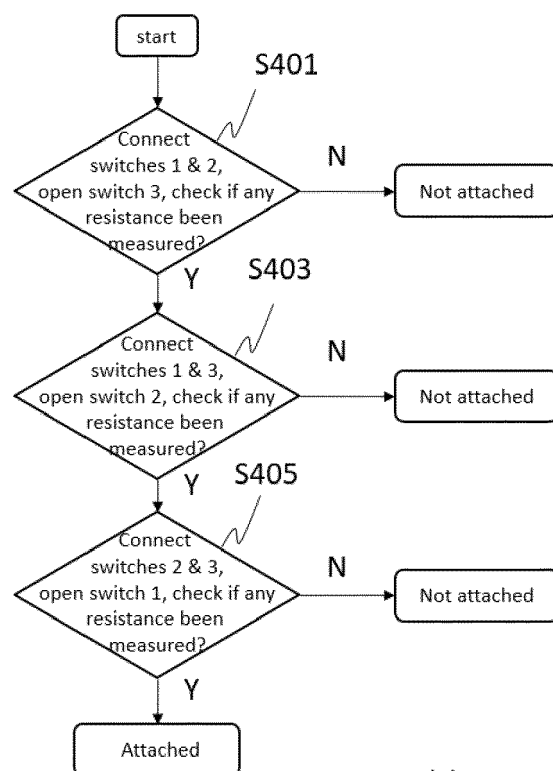 start
S401
Connect
switches 1 & 2,
open switch 3, check if any
resistance been
measured?
N
Not attached
Y
S403
Connect
switches 1 & 3,
open switch 2, check if any
resistance been
measured?
N
Not attached
Y
S405
Connect
switches 2 & 3,
open switch 1, check if any
resistance been
measured?
N
Not attached
Y
Attached